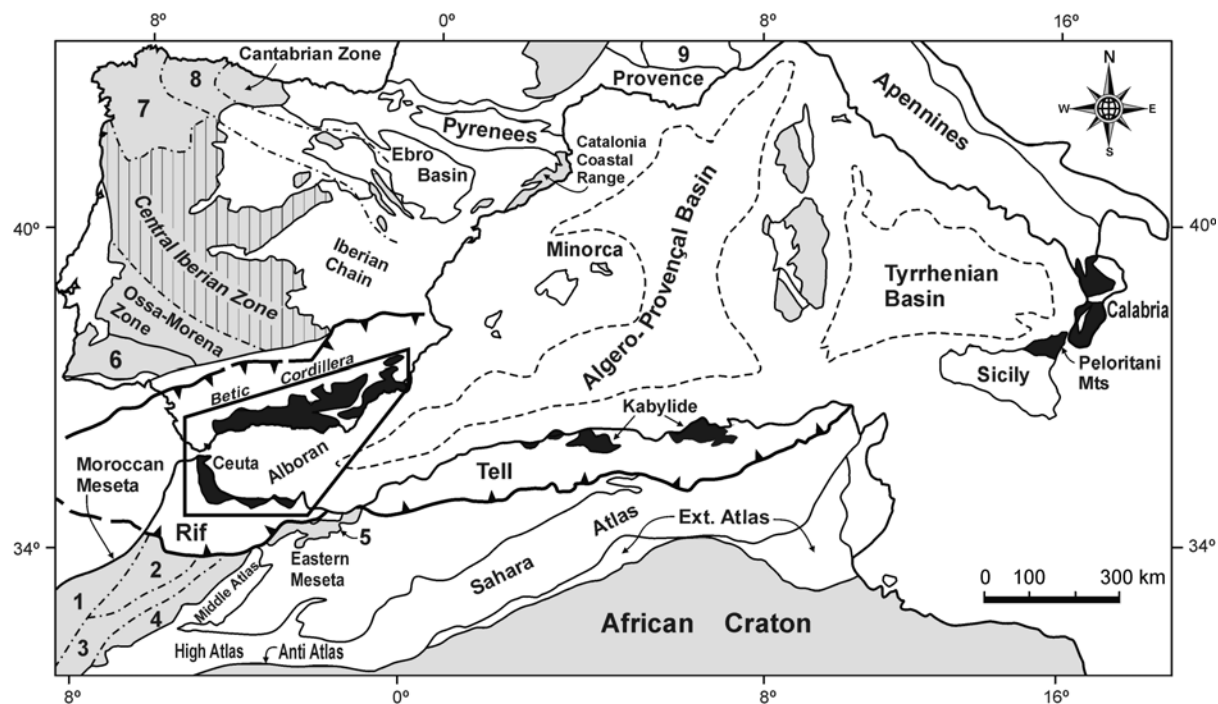 8º
0º
8º
16º
Cantabrian Zone
9
N
8
Provence
7
Apennines
W
E
Pyrenees
S
Ebro
Basin
Catalonia
Coastal
Range
40º
40º
Central Iberian Zone
Iberian
Chain
Minorca
Algero-Provençal Basin
Tyrrhenian
Basin
Ossa-Morena
Zone
Calabria
6
Betic Cordillera
Sicily
Peloritani
Mts
Kabylide
Ceuta
Alboran
Moroccan
Meseta
Tell
Rif
5
Atlas
Ext. Atlas
34º
34º
2
Eastern
Meseta
Sahara
0 100 300 km
1
Middle Atlas
4
African Craton
3
High Atlas
Anti Atlas
8º
0º
8º
16º